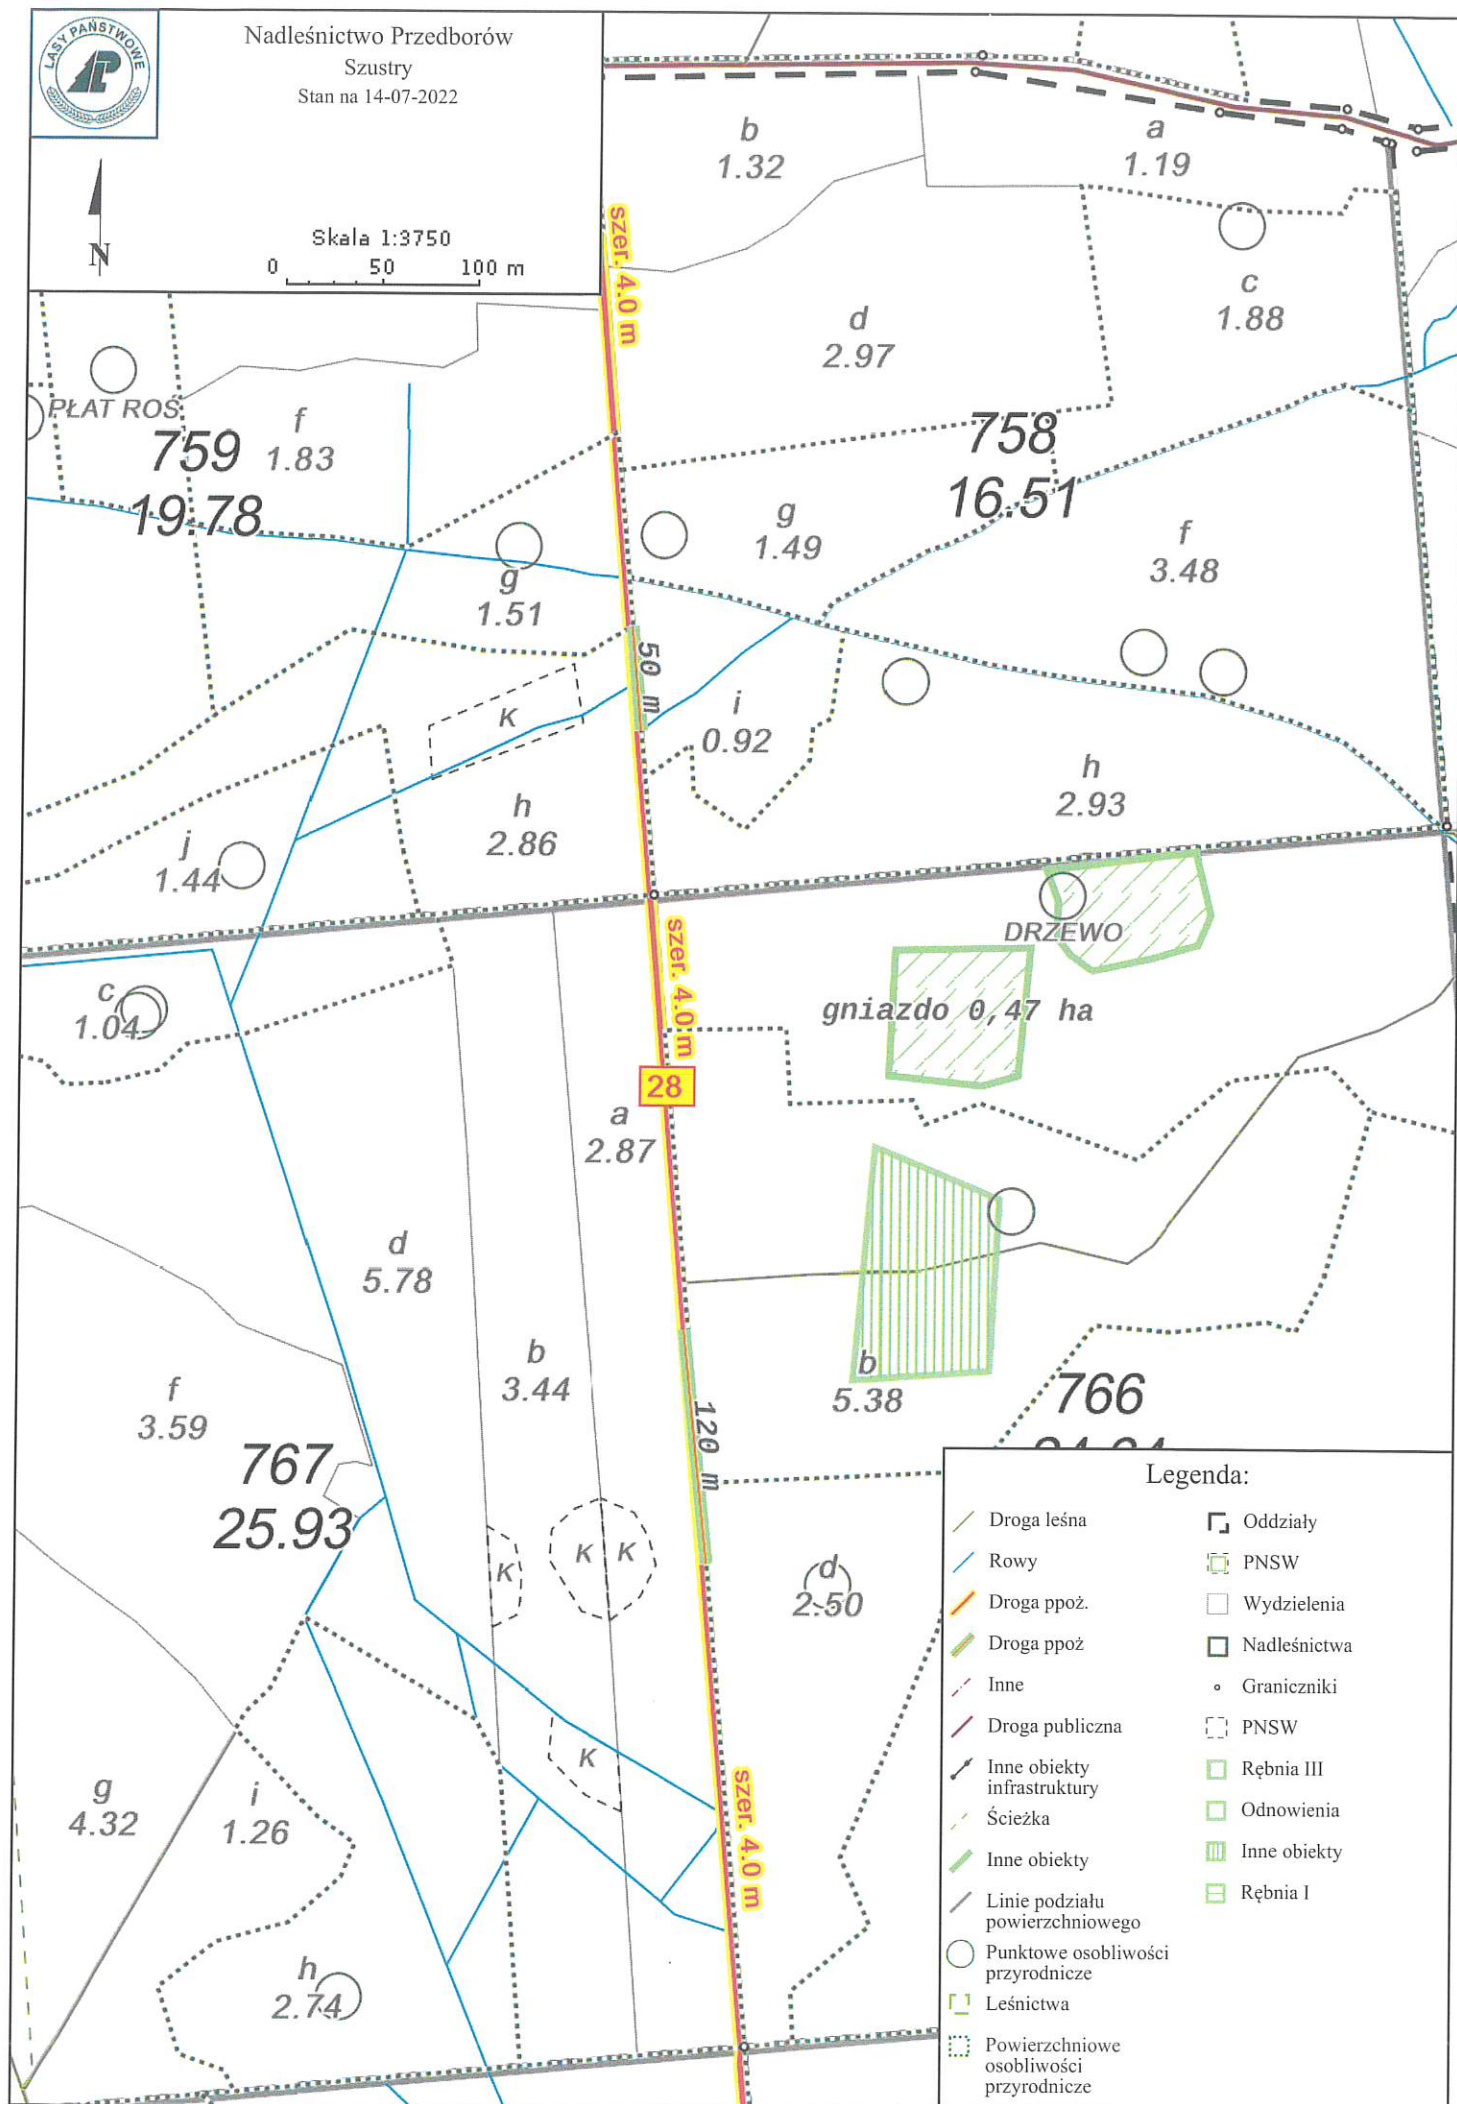 LASY PAŃSTWOWE
Nadleśnictwo Przedborów
Szustry
Stan na 14-07-2022
N
Skala 1:3750
0 50 100 m
b
1.32
a
1.19
szer. 4.0 m
c
1.88
d
2.97
PŁAT ROŚ
f
1.83
759
19.78
758
16.51
g
1.49
f
3.48
g
1.51
50 m
K
i
0.92
h
2.93
h
2.86
j
1.44
DRZEWO
szer. 4.0 m
c
1.04
gniazdo 0,47 ha
28
a
2.87
d
5.78
b
3.44
b
5.38
766
f
3.59
120 m
767
25.93
K
K
K
d
2.50
K
szer. 4.0 m
g
4.32
i
1.26
h
2.74
Legenda:
Droga leśna
Rowy
Droga ppoż.
Droga ppoż
Inne
Droga publiczna
Inne obiekty
infrastruktury
Ścieżka
Inne obiekty
Linie podziału
powierzchniowego
Punktowe osobliwości
przyrodnicze
Leśnictwa
Powierzchniowe
osobliwości
przyrodnicze
Oddziały
PNSW
Wydzielenia
Nadleśnictwa
Graniczniki
PNSW
Rębnia III
Odnowienia
Inne obiekty
Rębnia I